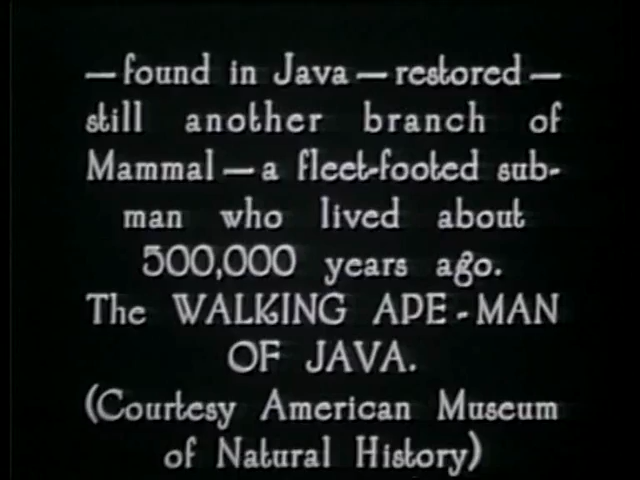 —found in Java—restored—
still another branch of
Mammal—a fleet-footed sub-
man who lived about
500,000 years ago.
The WALKING APE-MAN
OF JAVA.
(Courtesy American Museum
of Natural History)